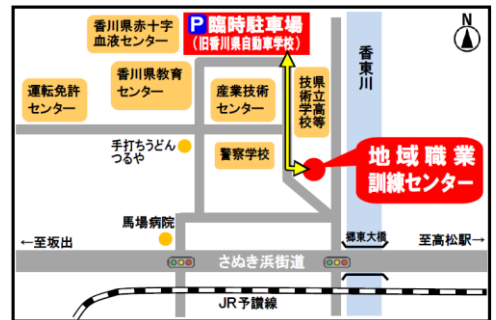 香川県赤十字
血液センター
P 臨時駐車場
(旧香川県自動車学校)
N
運転免許
センター
香川県教育
センター
産業技術
センター
県立高等
技術学校
香東川
手打ちうどん
つるや
警察学校
地域職業
訓練センター
馬場病院
←至坂出
さぬき浜街道
郷東大橋
至高松駅→
JR予讃線